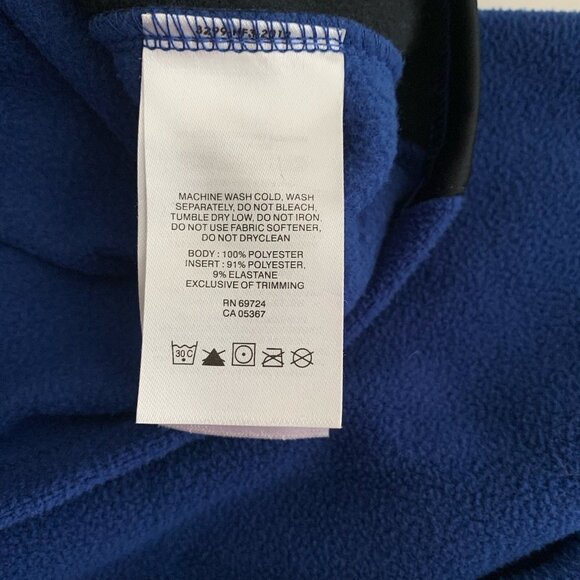 MACHINE WASH COLD, WASH
SEPARATELY, DO NOT BLEACH,
TUMBLE DRY LOW, DO NOT IRON,
DO NOT USE FABRIC SOFTENER,
DO NOT DRYCLEAN
BODY : 100% POLYESTER
INSERT : 91% POLYESTER,
9% ELASTANE
EXCLUSIVE OF TRIMMING
RN 69724
CA 05367
30 C